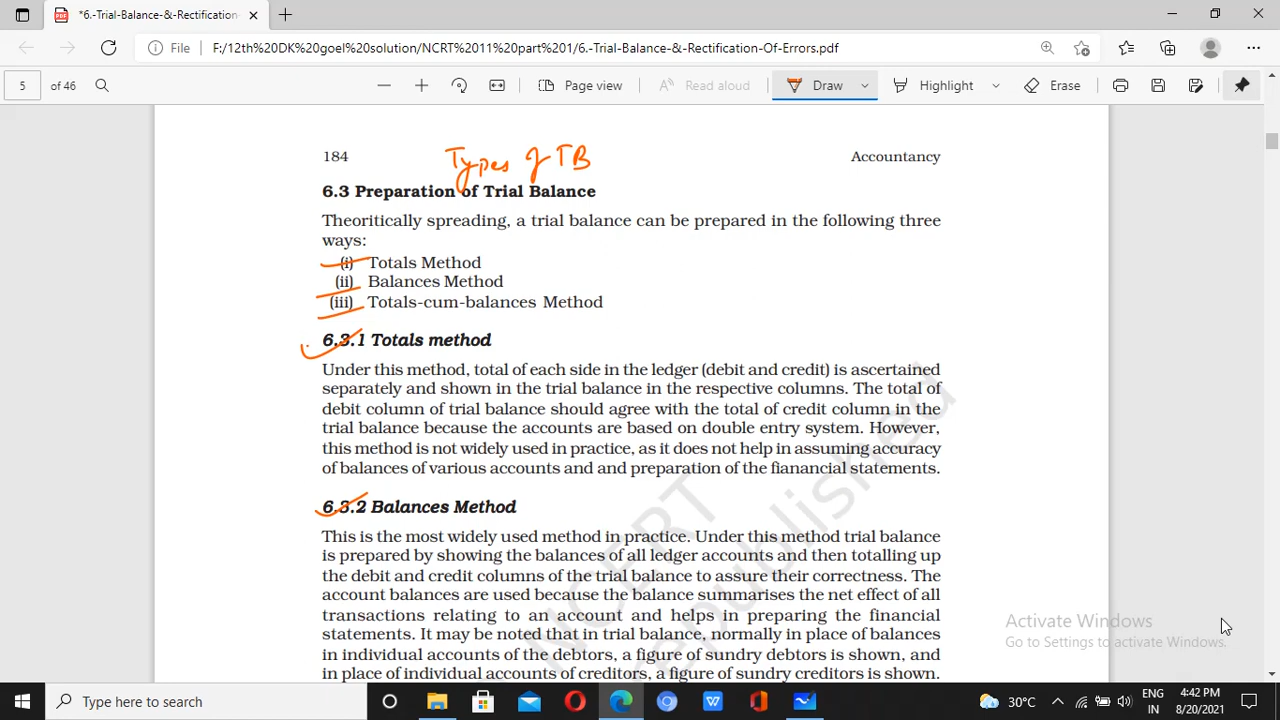 *6.-Trial-Balance-&-Rectification-
File
F:/12th%20DK%20goel%20solution/NCRT%2011%20part%201/6.-Trial-Balance-&-Rectification-Of-Errors.pdf
5 of 46
Page view
Read aloud
Draw
Highlight
Erase
184
Types of TB
Accountancy
6.3 Preparation of Trial Balance
Theoritically spreading, a trial balance can be prepared in the following three
ways:
(i) Totals Method
(ii) Balances Method
(iii) Totals-cum-balances Method
6.3.1 Totals method
Under this method, total of each side in the ledger (debit and credit) is ascertained
separately and shown in the trial balance in the respective columns. The total of
debit column of trial balance should agree with the total of credit column in the
trial balance because the accounts are based on double entry system. However,
this method is not widely used in practice, as it does not help in assuming accuracy
of balances of various accounts and and preparation of the fianancial statements.
6.3.2 Balances Method
This is the most widely used method in practice. Under this method trial balance
is prepared by showing the balances of all ledger accounts and then totalling up
the debit and credit columns of the trial balance to assure their correctness. The
account balances are used because the balance summarises the net effect of all
transactions relating to an account and helps in preparing the financial
statements. It may be noted that in trial balance, normally in place of balances
in individual accounts of the debtors, a figure of sundry debtors is shown, and
in place of individual accounts of creditors, a figure of sundry creditors is shown.
NCERT
republished
Activate Windows
Go to Settings to activate Windows.
Type here to search
30°C
ENG
IN
4:42 PM
8/20/2021